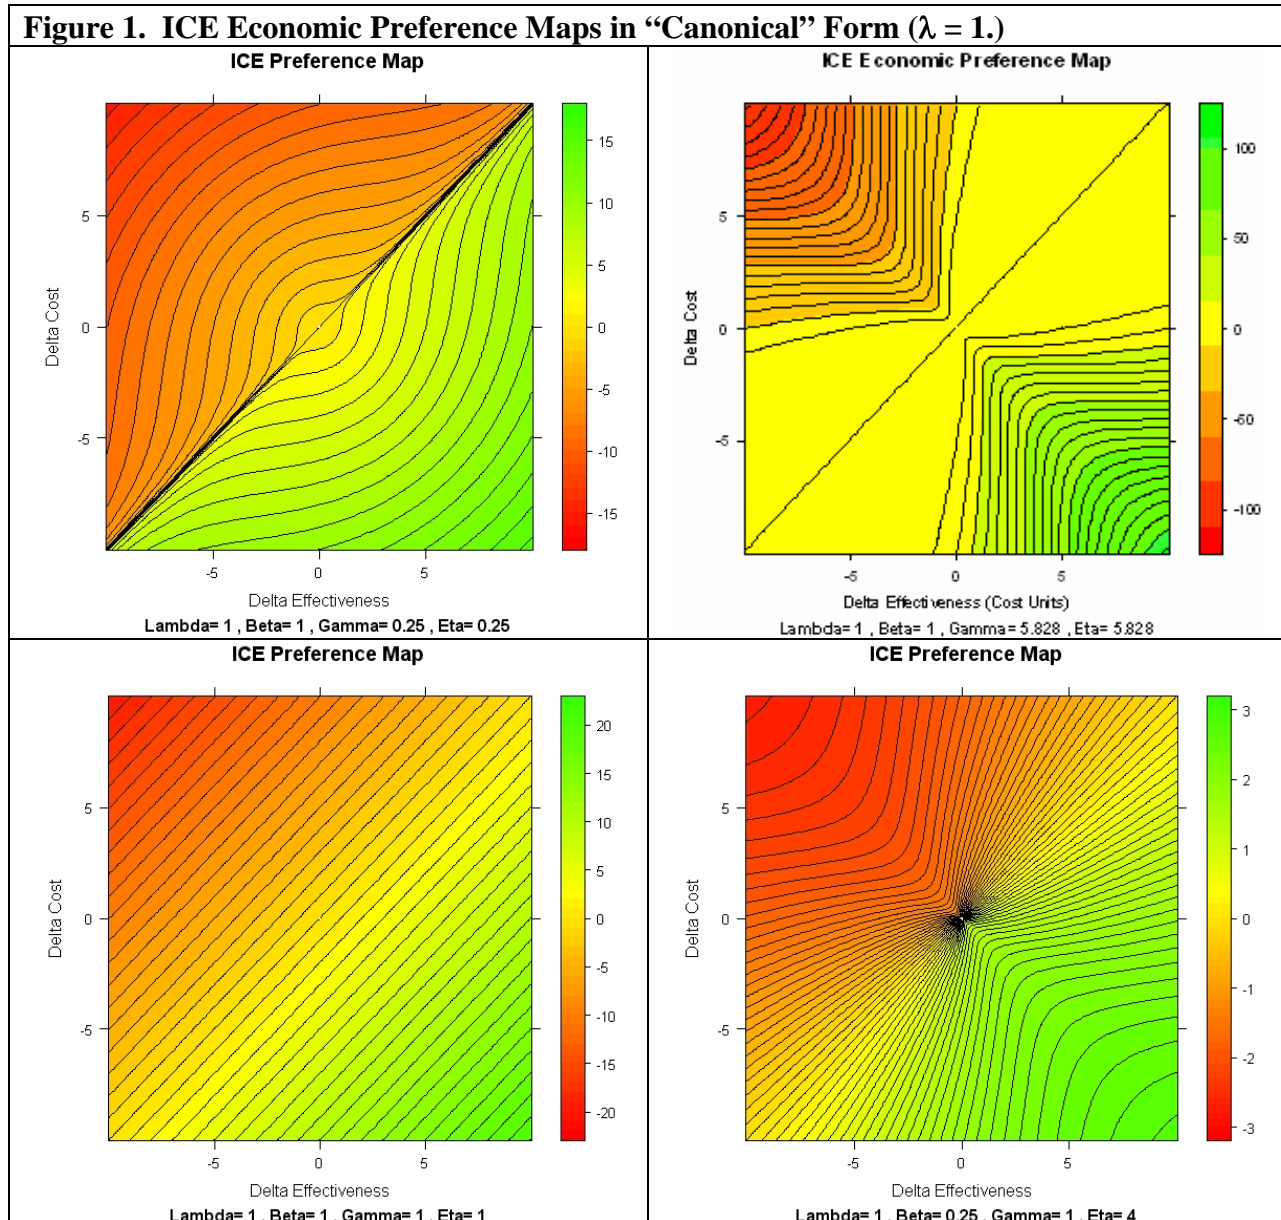 Figure 1. ICE Economic Preference Maps in “Canonical” Form (λ = 1.)
ICE Preference Map
5
0
-5
Delta Cost
-5 0 5
Delta Effectiveness
Lambda= 1 , Beta= 1 , Gamma= 0.25 , Eta= 0.25
15
10
5
0
-5
-10
-15
ICE Economic Preference Map
5
0
-5
Delta Cost
-5 0 5
Delta Effectiveness (Cost Units)
Lambda= 1 , Beta= 1 , Gamma= 5.828 , Eta= 5.828
100
50
0
-50
-100
ICE Preference Map
5
0
-5
Delta Cost
-5 0 5
Delta Effectiveness
Lambda= 1 , Beta= 1 , Gamma= 1 , Eta= 1
20
15
10
5
0
-5
-10
-15
-20
ICE Preference Map
5
0
-5
Delta Cost
-5 0 5
Delta Effectiveness
Lambda= 1 , Beta= 0.25 , Gamma= 1 , Eta= 4
3
2
1
0
-1
-2
-3